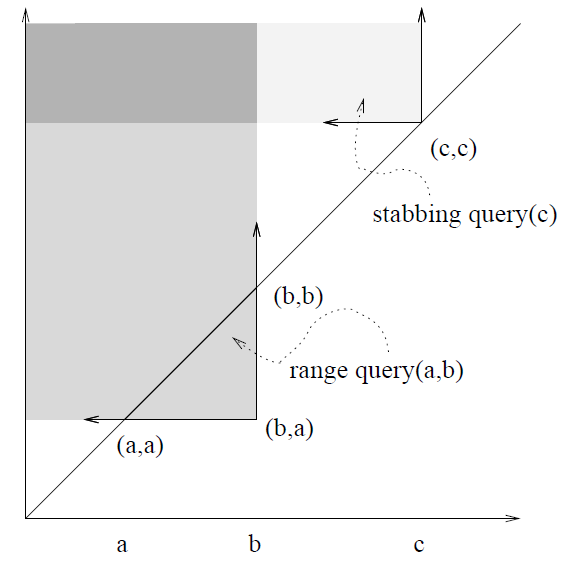 (c,c)
stabbing query(c)
(b,b)
range query(a,b)
(b,a)
(a,a)
a b c